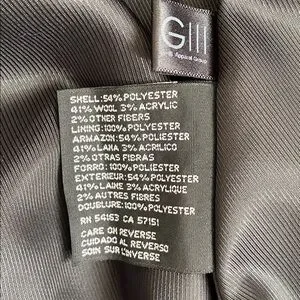 GIII
Apparel Group
SHELL:54% POLYESTER
41% WOOL 3% ACRYLIC
2% OTHER FIBERS
LINING:100% POLYESTER
ARMAZON:54% POLIESTER
41% LANA 3% ACRILICO
2% OTRAS FIBRAS
FORRO:100% POLIESTER
EXTERIEUR:54% POLYESTER
41% LAINE 3% ACRYLIQUE
2% AUTRES FIBRES
DOUBLURE:100% POLYESTER
RN 54163 CA 57151
CARE ON REVERSE
CUIDADO AL REVERSO
SOIN SUR L'INVERSE